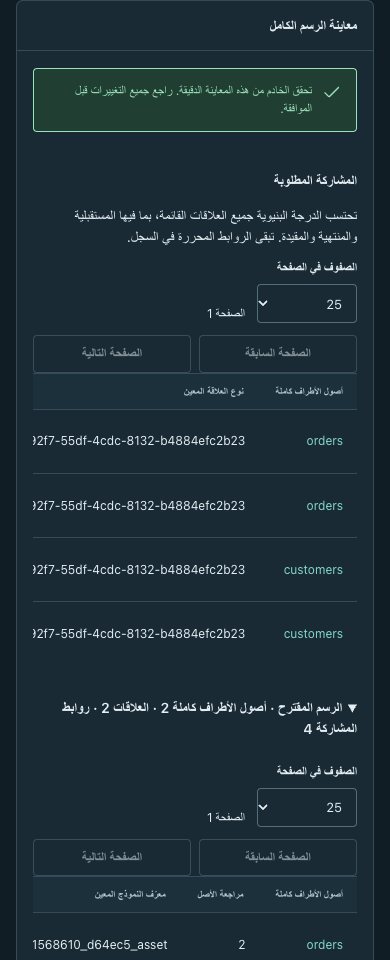 معاينة الرسم الكامل
تحقق الخادم من هذه المعاينة الدقيقة. راجع جميع التغييرات قبل
الموافقة.
المشاركة المطلوبة
تحتسب الدرجة البنيوية جميع العلاقات القائمة، بما فيها المستقبلية
والمنتهية والمقيدة. تبقى الروابط المحررة في السجل.
الصفوف في الصفحة
25 الصفحة 1
الصفحة السابقة الصفحة التالية
أصول الأطراف كاملة نوع العلاقة المعين
orders 92f7-55df-4cdc-8132-b4884efc2b23
orders 92f7-55df-4cdc-8132-b4884efc2b23
customers 92f7-55df-4cdc-8132-b4884efc2b23
customers 92f7-55df-4cdc-8132-b4884efc2b23
▼ الرسم المقترح · أصول الأطراف كاملة 2 · العلاقات 2 · روابط
المشاركة 4
الصفوف في الصفحة
25 الصفحة 1
الصفحة السابقة الصفحة التالية
أصول الأطراف كاملة مراجعة الأصل معرّف النموذج المعين
orders 2 1568610_d64ec5_asset